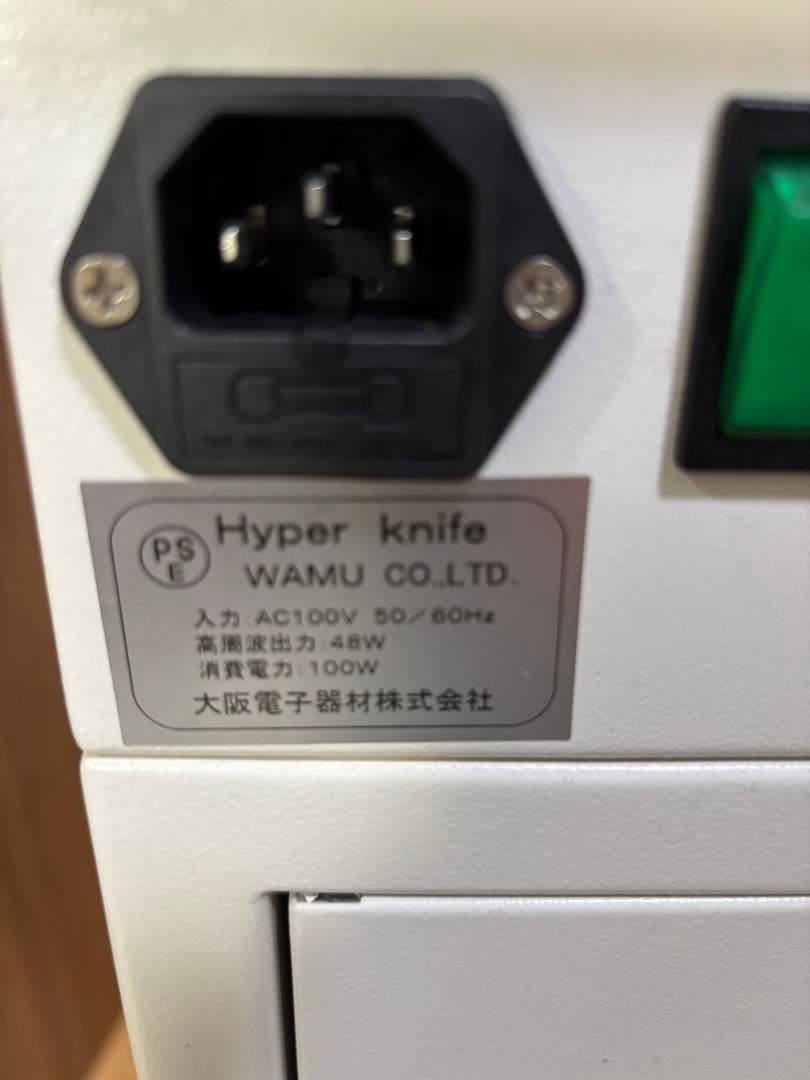 PS
E
Hyper knife
WAMU CO.,LTD.
入力:AC100V 50/60Hz
高周波出力:48W
消費電力:100W
大阪電子器材株式会社